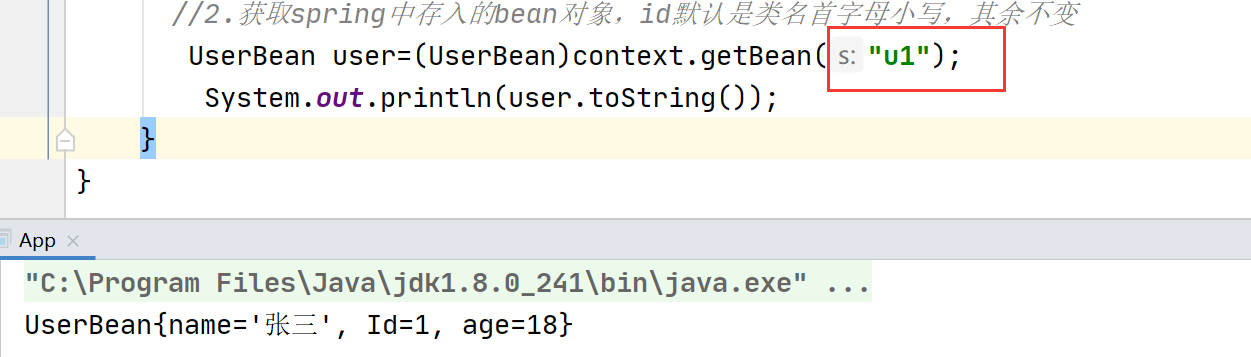 //2.获取spring中存入的bean对象，id默认是类名首字母小写，其余不变
UserBean user=(UserBean)context.getBean( s: "u1");
System.out.println(user.toString());
}
}
App ×
"C:\Program Files\Java\jdk1.8.0_241\bin\java.exe" ...
UserBean{name='张三', Id=1, age=18}